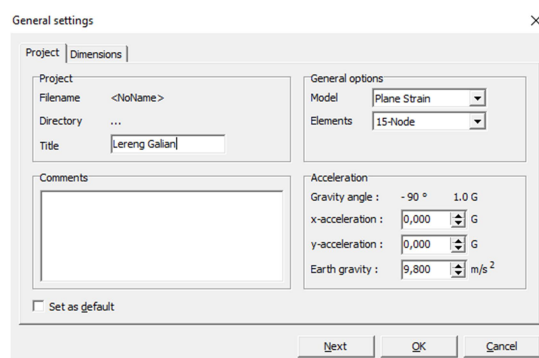 General settings
Project
Dimensions
Project
Filename <NoName>
Directory ...
Title Lereng Galian
General options
Model Plane Strain
Elements 15-Node
Comments
Acceleration
Gravity angle : - 90 ° 1.0 G
x-acceleration : 0,000 G
y-acceleration : 0,000 G
Earth gravity : 9,800 m/s 2
Set as default
Next
OK
Cancel